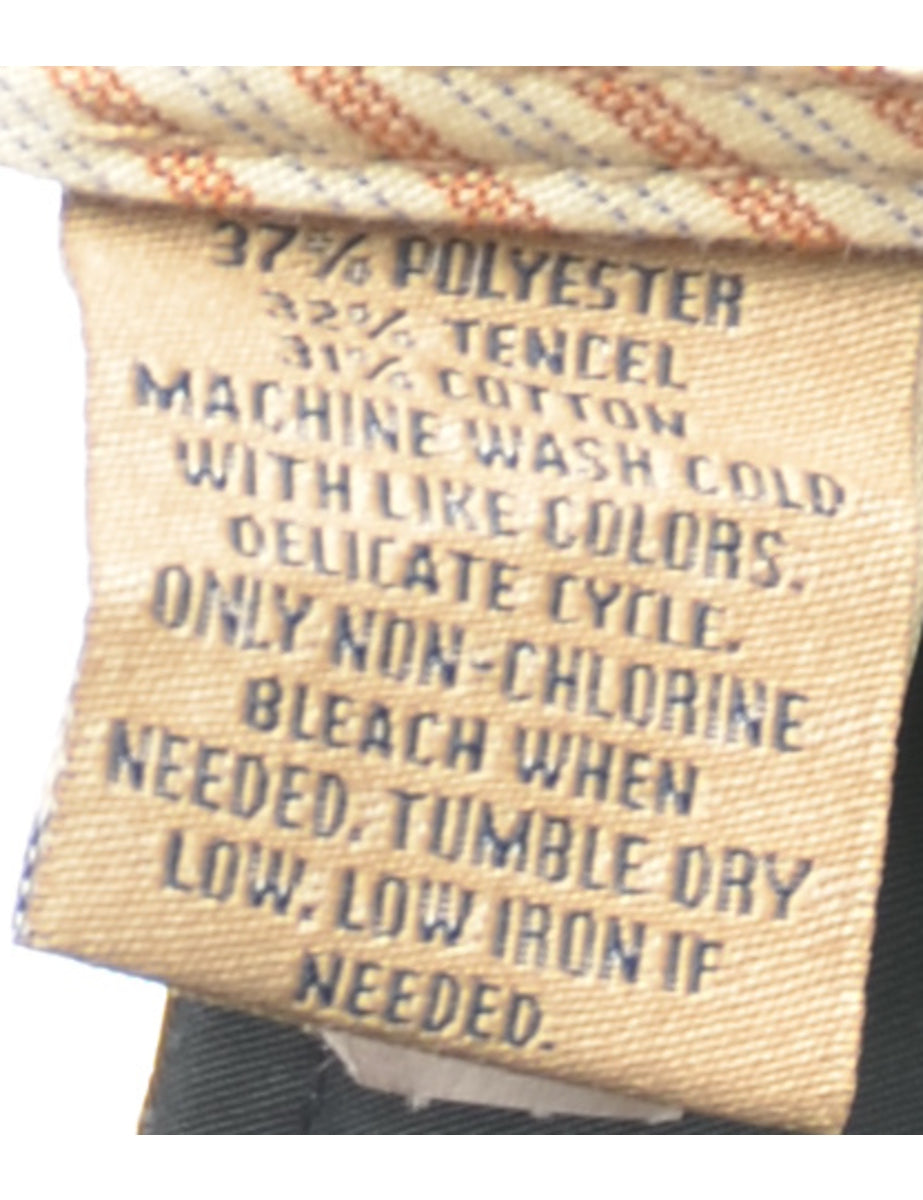 37% POLYESTER
32% TENCEL
31% COTTON
MACHINE WASH COLD
WITH LIKE COLORS.
DELICATE CYCLE.
ONLY NON-CHLORINE
BLEACH WHEN
NEEDED. TUMBLE DRY
LOW. LOW IRON IF
NEEDED.